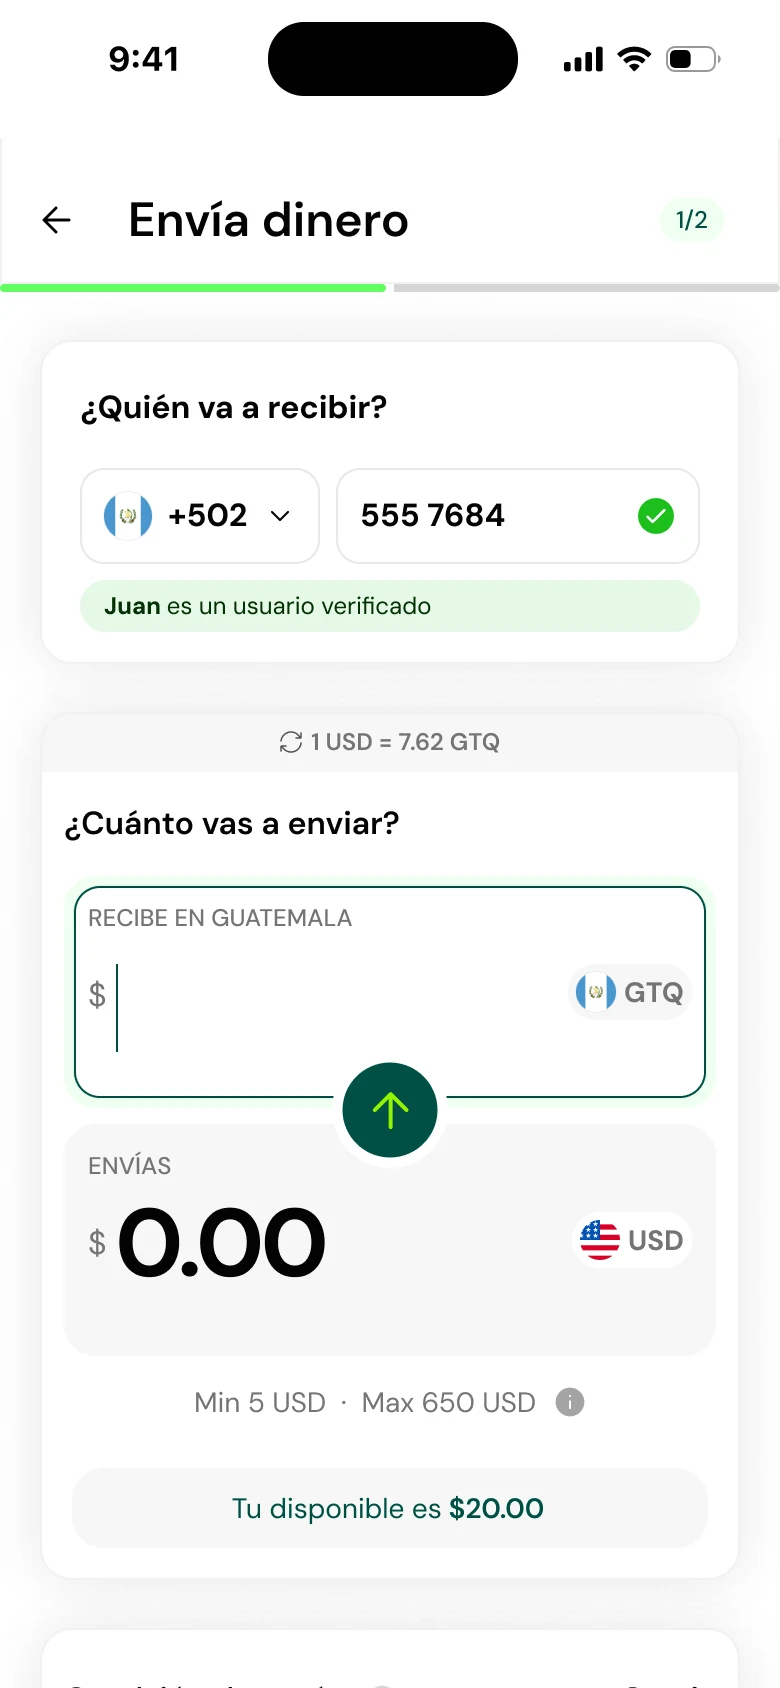 9:41
Envía dinero
1/2
¿Quién va a recibir?
+502
555 7684
Juan es un usuario verificado
1 USD = 7.62 GTQ
¿Cuánto vas a enviar?
RECIBE EN GUATEMALA
$
GTQ
ENVÍAS
$ 0.00
USD
Min 5 USD · Max 650 USD
Tu disponible es $20.00